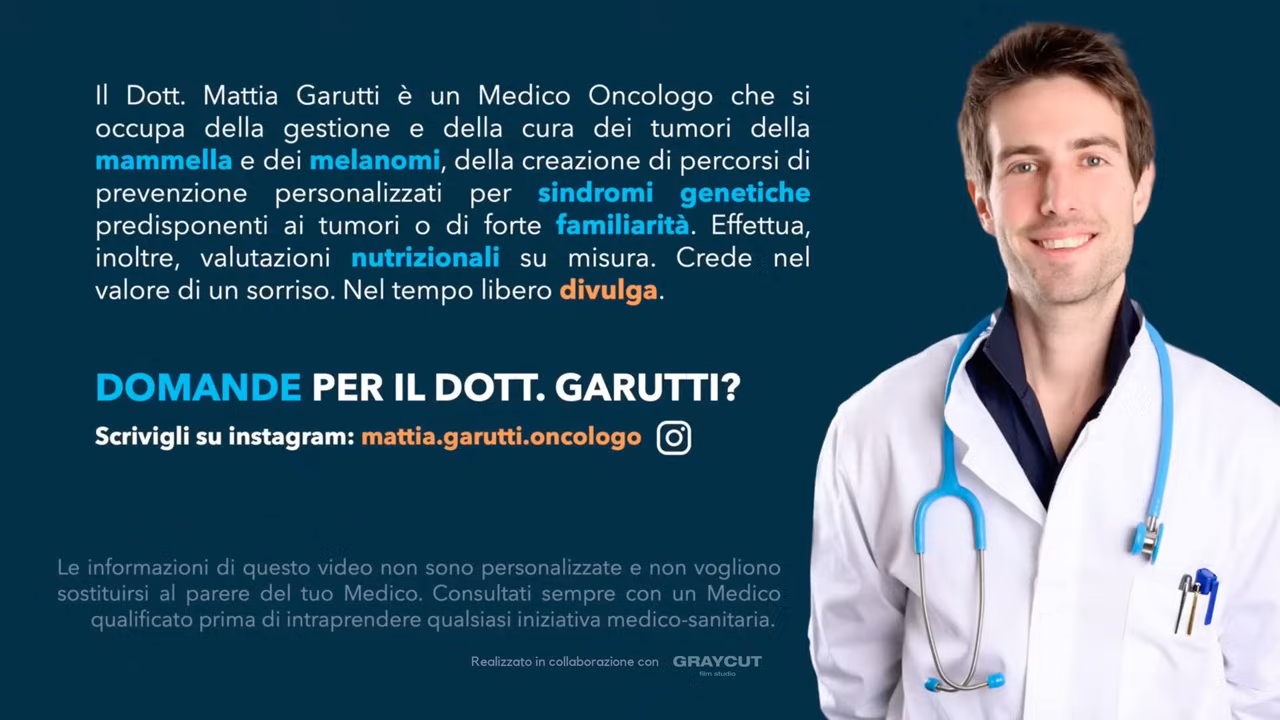 Il Dott. Mattia Garutti è un Medico Oncologo che si
occupa della gestione e della cura dei tumori della
mammella e dei melanomi, della creazione di percorsi di
prevenzione personalizzati per sindromi genetiche
predisponenti ai tumori o di forte familiarità. Effettua,
inoltre, valutazioni nutrizionali su misura. Crede nel
valore di un sorriso. Nel tempo libero divulga.
DOMANDE PER IL DOTT. GARUTTI?
Scrivigli su instagram: mattia.garutti.oncologo
Le informazioni di questo video non sono personalizzate e non vogliono
sostituirsi al parere del tuo Medico. Consultati sempre con un Medico
qualificato prima di intraprendere qualsiasi iniziativa medico-sanitaria.
Realizzato in collaborazione con GRAYCUT
film studio